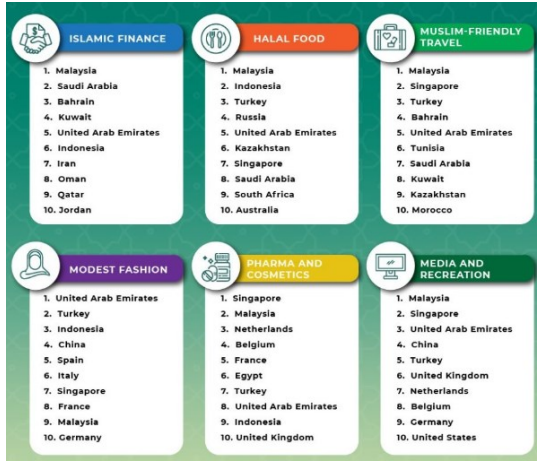 ISLAMIC FINANCE
1. Malaysia
2. Saudi Arabia
3. Bahrain
4. Kuwait
5. United Arab Emirates
6. Indonesia
7. Iran
8. Oman
9. Qatar
10. Jordan
HALAL FOOD
1. Malaysia
2. Indonesia
3. Turkey
4. Russia
5. United Arab Emirates
6. Kazakhstan
7. Singapore
8. Saudi Arabia
9. South Africa
10. Australia
MUSLIM-FRIENDLY
TRAVEL
1. Malaysia
2. Singapore
3. Turkey
4. Bahrain
5. United Arab Emirates
6. Tunisia
7. Saudi Arabia
8. Kuwait
9. Kazakhstan
10. Morocco
MODEST FASHION
1. United Arab Emirates
2. Turkey
3. Indonesia
4. China
5. Spain
6. Italy
7. Singapore
8. France
9. Malaysia
10. Germany
PHARMA AND
COSMETICS
1. Singapore
2. Malaysia
3. Netherlands
4. Belgium
5. France
6. Egypt
7. Turkey
8. United Arab Emirates
9. Indonesia
10. United Kingdom
MEDIA AND
RECREATION
1. Malaysia
2. Singapore
3. United Arab Emirates
4. China
5. Turkey
6. United Kingdom
7. Netherlands
8. Belgium
9. Germany
10. United States